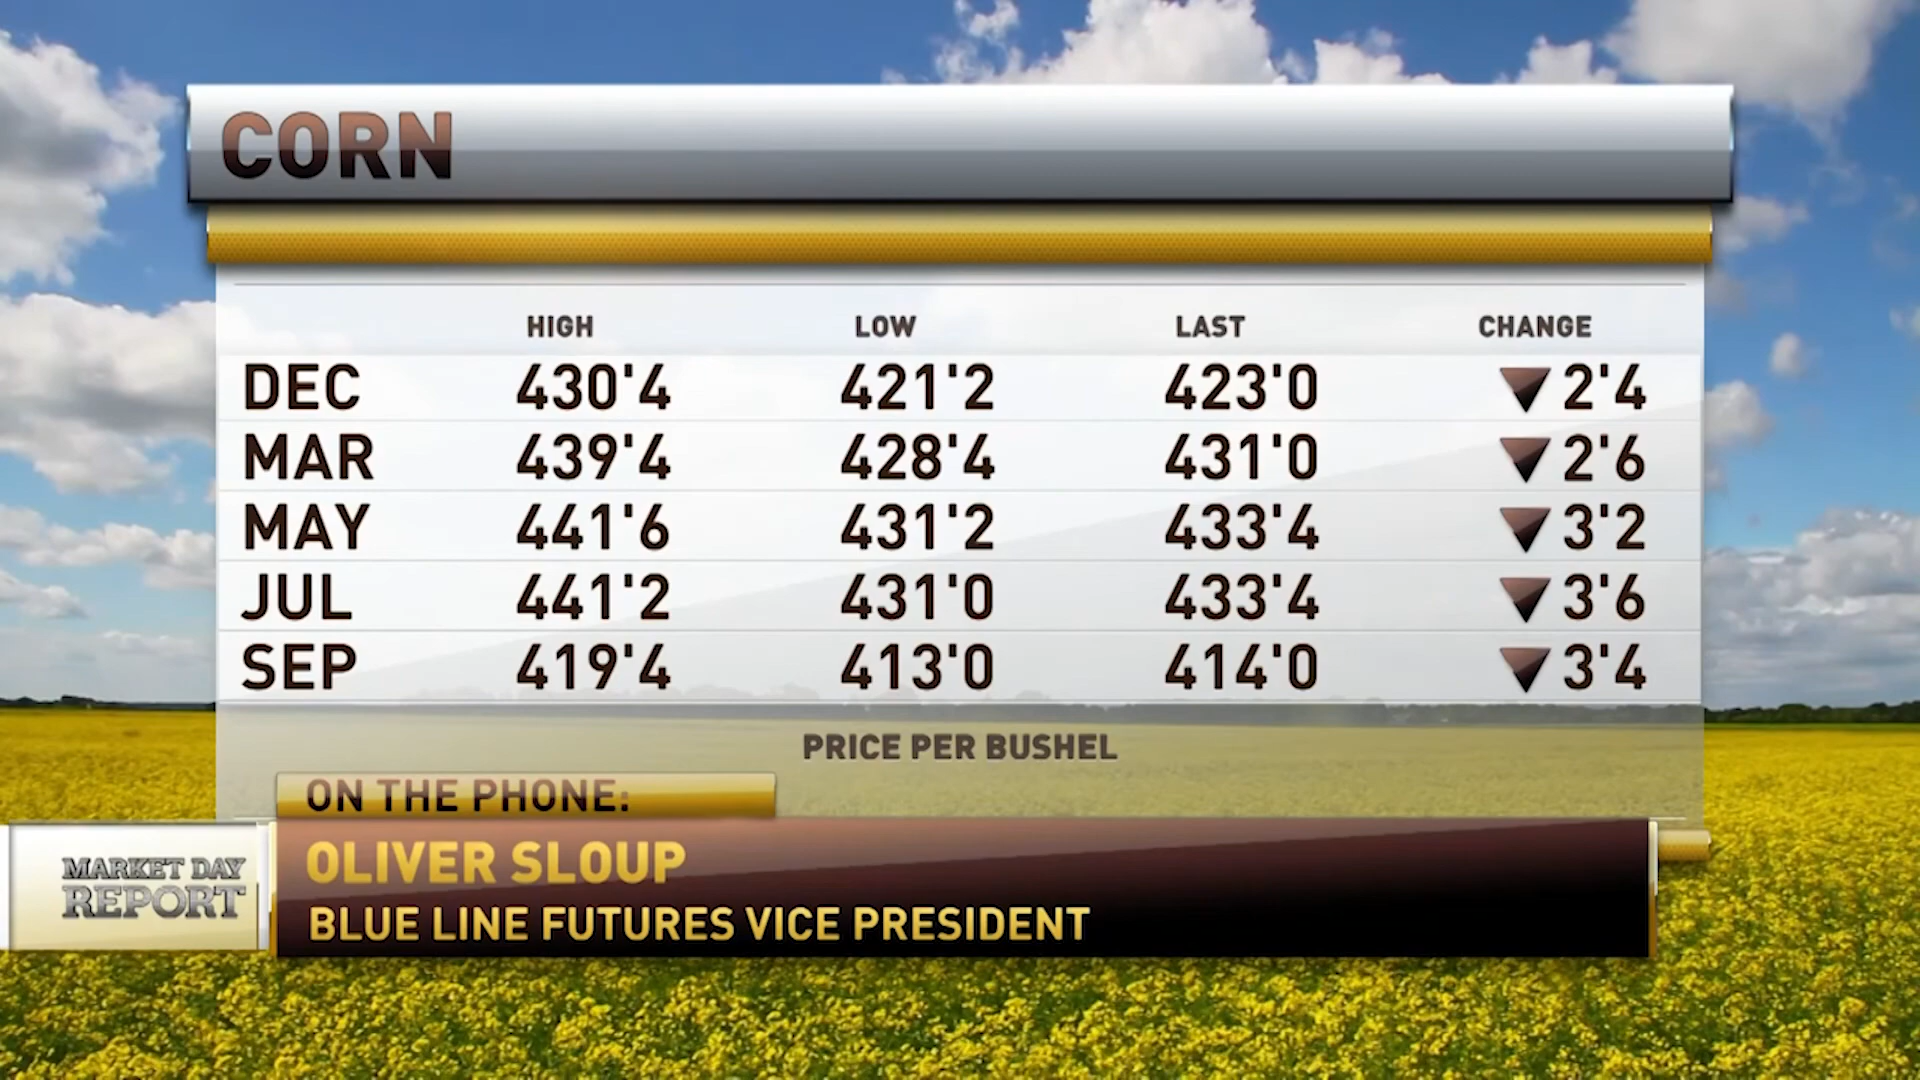 CORN
HIGH LOW LAST CHANGE
DEC 430'4 421'2 423'0 ▼ 2'4
MAR 439'4 428'4 431'0 ▼ 2'6
MAY 441'6 431'2 433'4 ▼ 3'2
JUL 441'2 431'0 433'4 ▼ 3'6
SEP 419'4 413'0 414'0 ▼ 3'4
PRICE PER BUSHEL
ON THE PHONE:
OLIVER SLOUP
BLUE LINE FUTURES VICE PRESIDENT
MARKET DAY
REPORT